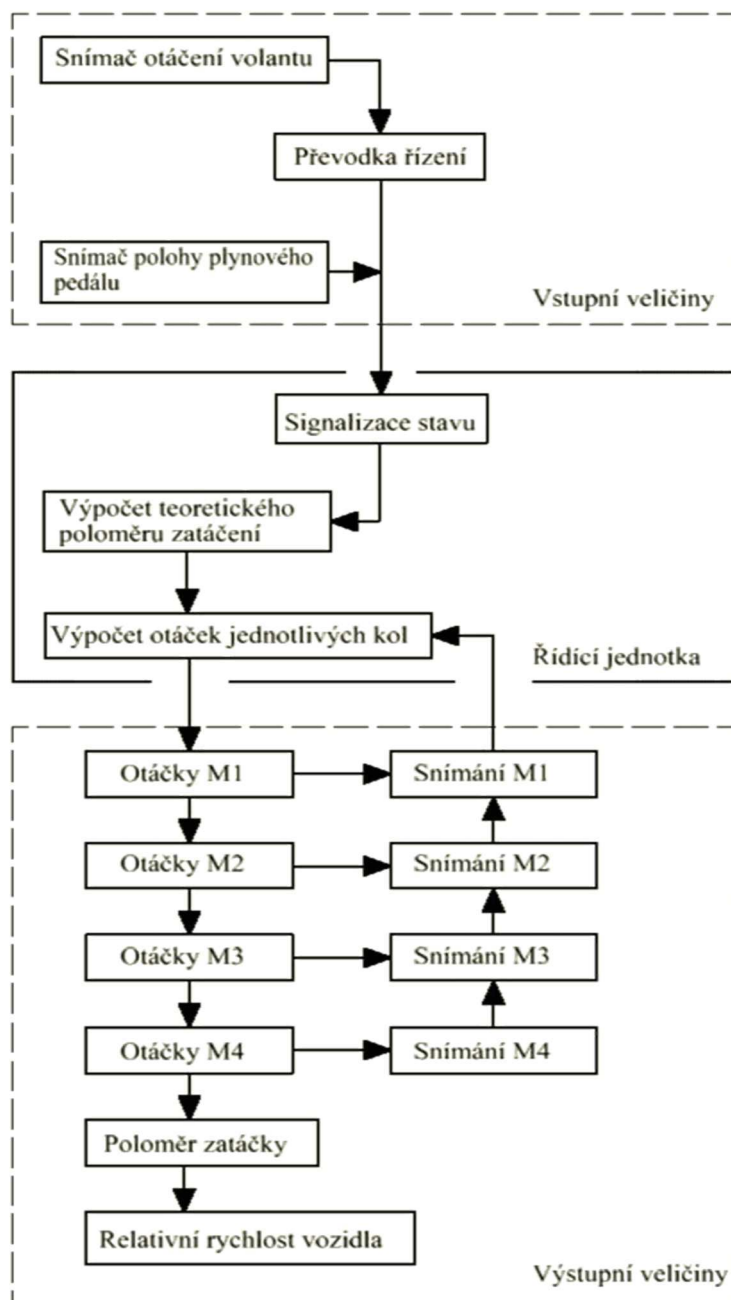 Snímač otáčení volantu
Převodka řízení
Snímač polohy plynového
pedálu
Vstupní veličiny
Signalizace stavu
Výpočet teoretického
poloměru zatáčení
Výpočet otáček jednotlivých kol
Řídící jednotka
Otáčky M1
Snímání M1
Otáčky M2
Snímání M2
Otáčky M3
Snímání M3
Otáčky M4
Snímání M4
Poloměr zatáčky
Relativní rychlost vozidla
Výstupní veličiny